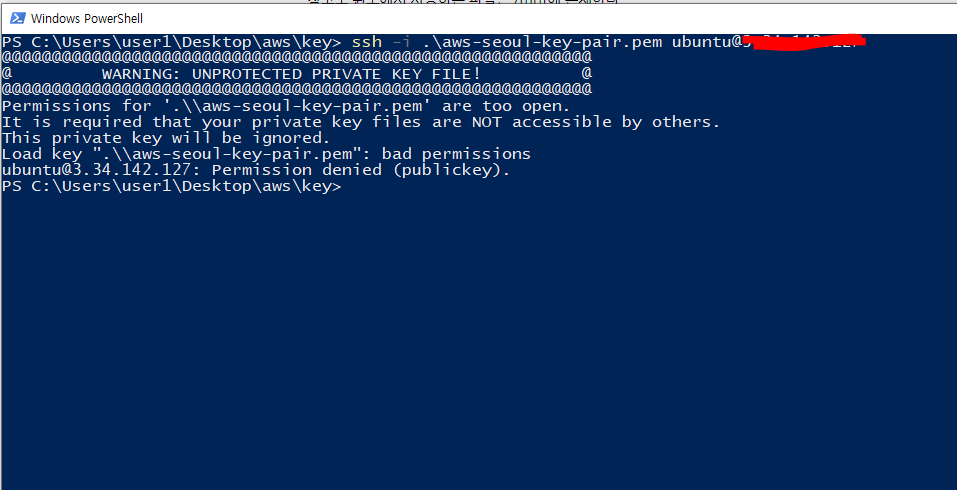 Windows PowerShell
PS C:\Users\user1\Desktop\aws\key> ssh -i .\aws-seoul-key-pair.pem ubuntu@
@@@@@@@@@@@@@@@@@@@@@@@@@@@@@@@@@@@@@@@@@@@@@@@@@@@@@@@@@@@
@         WARNING: UNPROTECTED PRIVATE KEY FILE!          @
@@@@@@@@@@@@@@@@@@@@@@@@@@@@@@@@@@@@@@@@@@@@@@@@@@@@@@@@@@@
Permissions for '.\\aws-seoul-key-pair.pem' are too open.
It is required that your private key files are NOT accessible by others.
This private key will be ignored.
Load key ".\\aws-seoul-key-pair.pem": bad permissions
ubuntu@3.34.142.127: Permission denied (publickey).
PS C:\Users\user1\Desktop\aws\key>